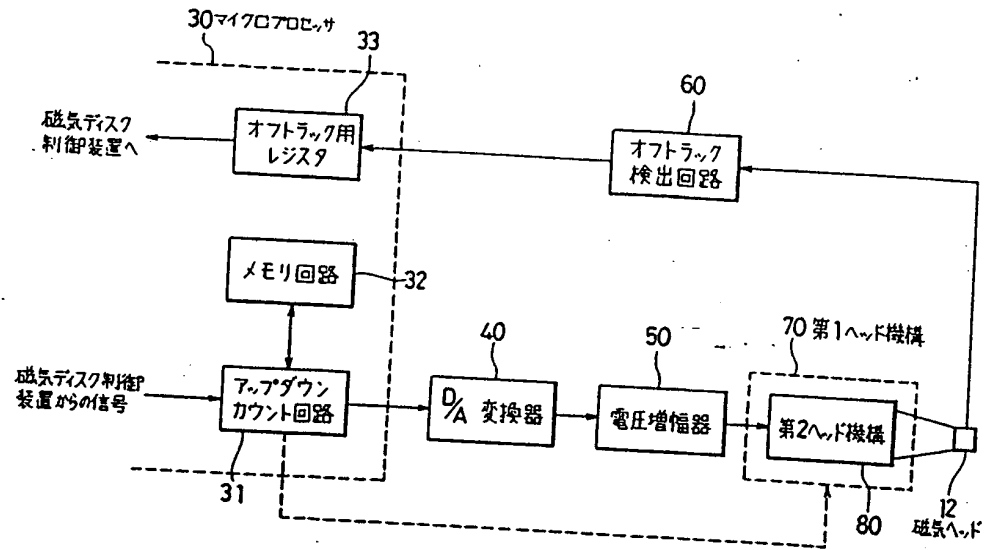 30マイクロプロセッサ
33
磁気ディスク
制御装置へ
オフトラック用
レジスタ
60
オフトラック
検出回路
メモリ回路
32
磁気ディスク制御
装置からの信号
アップダウン
カウント回路
31
40
D/A 変換器
50
電圧増幅器
70 第1ヘッド機構
第2ヘッド機構
80
12
磁気ヘッド